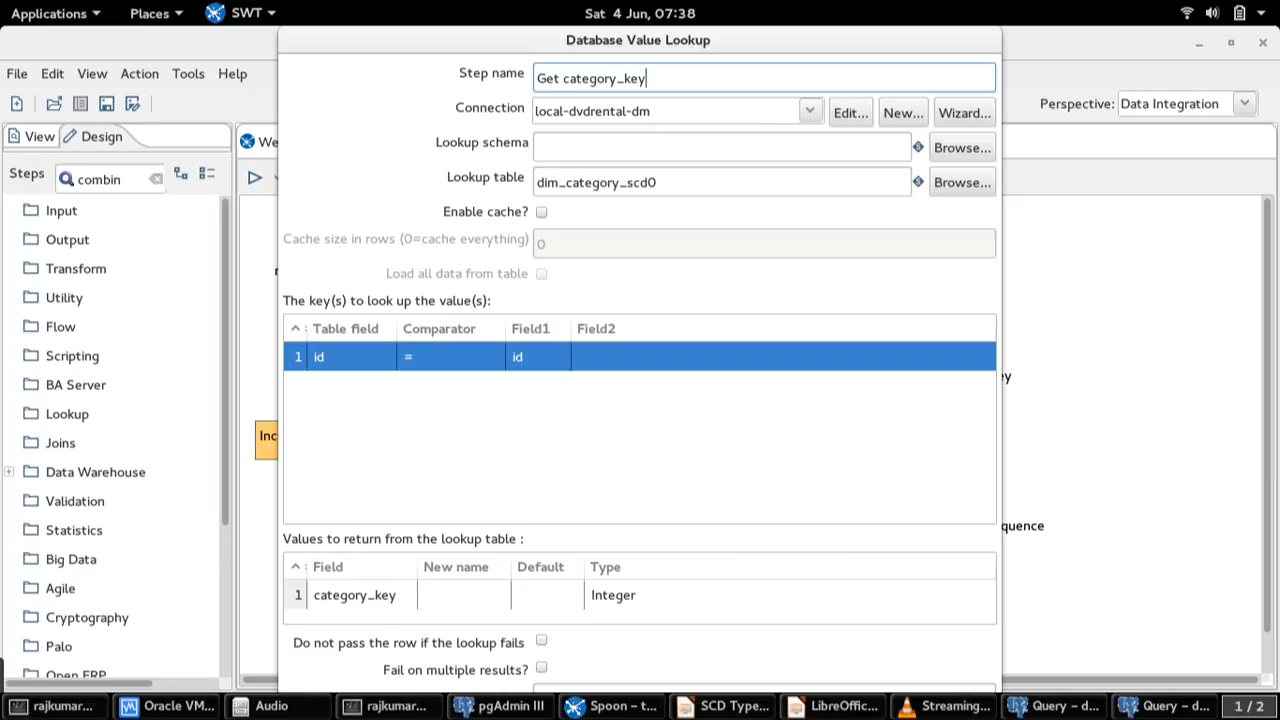 Applications Places SWT Sat 4 Jun, 07:38
Database Value Lookup
File Edit View Action Tools Help
Perspective: Data Integration
View Design
We
Steps combin
Input
Output
Transform
Utility
Flow
Scripting
BA Server
Lookup
Joins
Data Warehouse
Validation
Statistics
Big Data
Agile
Cryptography
Palo
Open ERP
Inc
Step name Get category_key
Connection local-dvdrental-dm Edit... New... Wizard...
Lookup schema Browse...
Lookup table dim_category_scd0 Browse...
Enable cache?
Cache size in rows (0=cache everything) 0
Load all data from table
The key(s) to look up the value(s):
^ : Table field Comparator Field1 Field2
1 id = id
Values to return from the lookup table :
^ : Field New name Default Type
1 category_key Integer
Do not pass the row if the lookup fails
Fail on multiple results?
ey
quence
rajkumar... Oracle VM... Audio rajkumar... pgAdmin III Spoon – t... SCD Type... LibreOffic... Streaming... Query – d... Query – d... 1 / 2